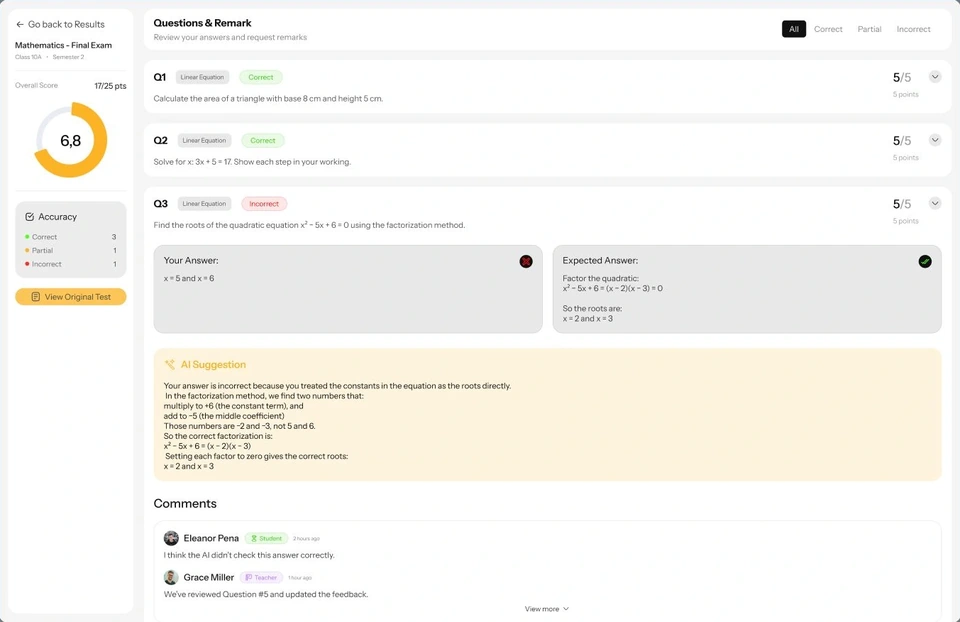 Go back to Results
Mathematics - Final Exam
Class 10A • Semester 2
Overall Score 17/25 pts
6,8
Accuracy
Correct 3
Partial 1
Incorrect 1
View Original Test
Questions & Remark
Review your answers and request remarks
All Correct Partial Incorrect
Q1 Linear Equation Correct 5/5
5 points
Calculate the area of a triangle with base 8 cm and height 5 cm.
Q2 Linear Equation Correct 5/5
5 points
Solve for x: 3x + 5 = 17. Show each step in your working.
Q3 Linear Equation Incorrect 5/5
5 points
Find the roots of the quadratic equation x² − 5x + 6 = 0 using the factorization method.
Your Answer:
x = 5 and x = 6
Expected Answer:
Factor the quadratic:
x² − 5x + 6 = (x − 2)(x − 3) = 0
So the roots are:
x = 2 and x = 3
AI Suggestion
Your answer is incorrect because you treated the constants in the equation as the roots directly.
In the factorization method, we find two numbers that:
multiply to +6 (the constant term), and
add to −5 (the middle coefficient)
Those numbers are −2 and −3, not 5 and 6.
So the correct factorization is:
x² − 5x + 6 = (x − 2)(x − 3)
Setting each factor to zero gives the correct roots:
x = 2 and x = 3
Comments
Eleanor Pena Student 2 hours ago
I think the AI didn't check this answer correctly.
Grace Miller Teacher 1 hour ago
We've reviewed Question #5 and updated the feedback.
View more